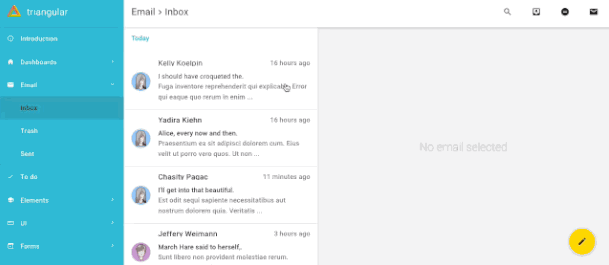 triangular
Introduction
Dashboards
Email
Inbox
Trash
Sent
To do
Elements
UI
Forms
Email > Inbox
Today
Kelly Koelpin 16 hours ago
I should have croqueted the.
Fuga inventore reprehenderit qui explicabo. Error
qui eaque quo rerum in enim ...
Yadira Kiehn 16 hours ago
Alice, every now and then.
Praesentium ea sit adipisci dolorem cum. Eius
velit ut porro vero quos. Ut non ...
Chasity Pagac 11 minutes ago
I'll get into that beautiful.
Est odit sequi sapiente necessitatibus aut
nostrum dolorem quia. Veritatis ...
Jeffery Weimann 3 hours ago
March Hare said to herself,.
Sunt libero non provident molestiae rerum.
No email selected